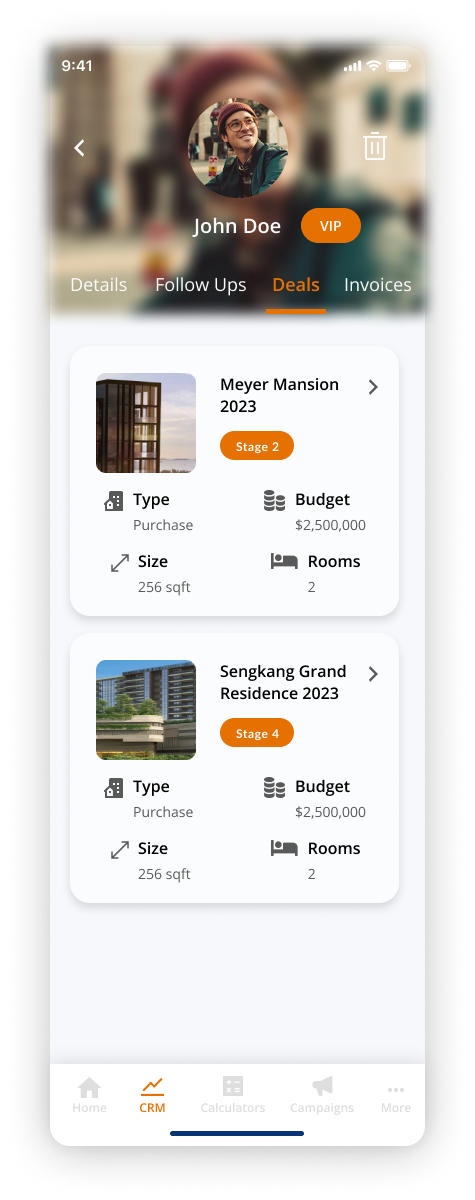 9:41
John Doe VIP
Details Follow Ups Deals Invoices
Meyer Mansion
2023
Stage 2
Type Budget
Purchase $2,500,000
Size Rooms
256 sqft 2
Sengkang Grand
Residence 2023
Stage 4
Type Budget
Purchase $2,500,000
Size Rooms
256 sqft 2
Home CRM Calculators Campaigns More